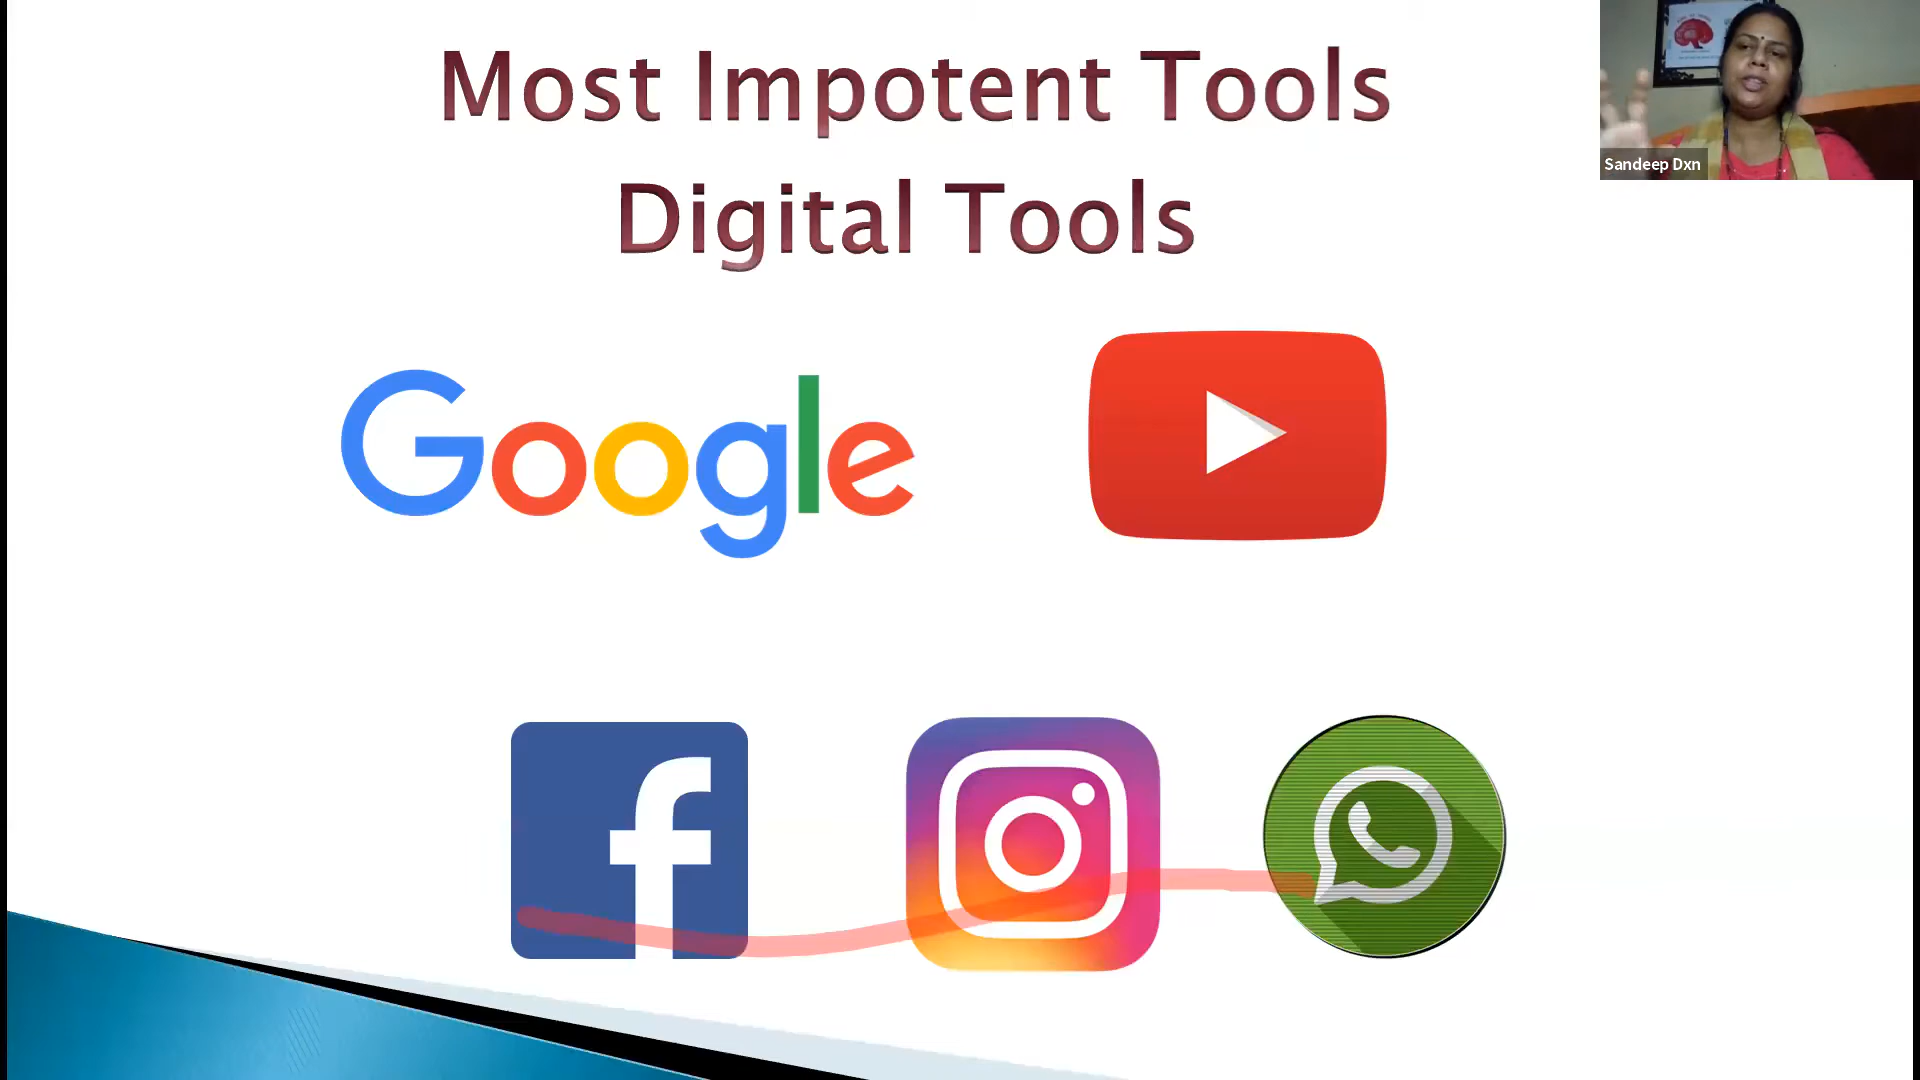 Most Impotent Tools
Digital Tools
Google
Sandeep Dxn